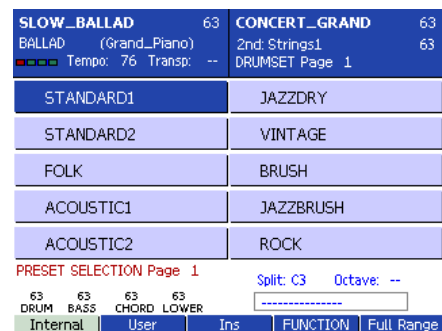 SLOW_BALLAD 63 CONCERT_GRAND 63
BALLAD (Grand_Piano) 2nd: Strings1 63
Tempo: 76 Transp: -- DRUMSET Page 1
STANDARD1 JAZZDRY
STANDARD2 VINTAGE
FOLK BRUSH
ACOUSTIC1 JAZZBRUSH
ACOUSTIC2 ROCK
PRESET SELECTION Page 1
Split: C3 Octave: --
63 63 63 63
---------------
DRUM BASS CHORD LOWER
Internal User Ins FUNCTION Full Range